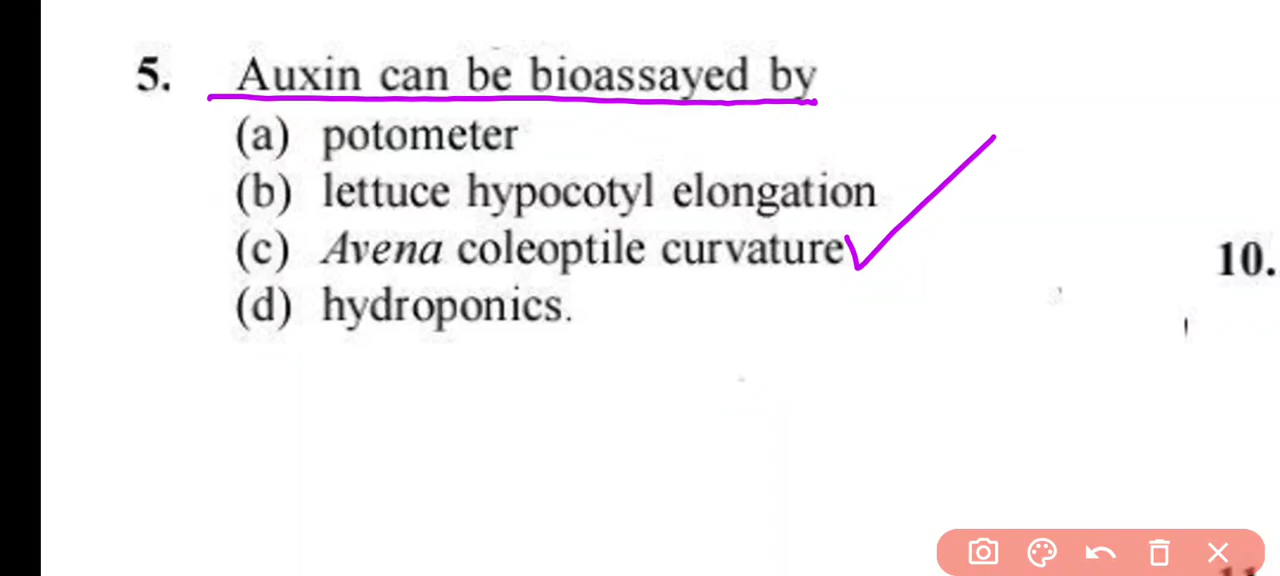 5. Auxin can be bioassayed by
(a) potometer
(b) lettuce hypocotyl elongation
(c) Avena coleoptile curvature
(d) hydroponics.
10.